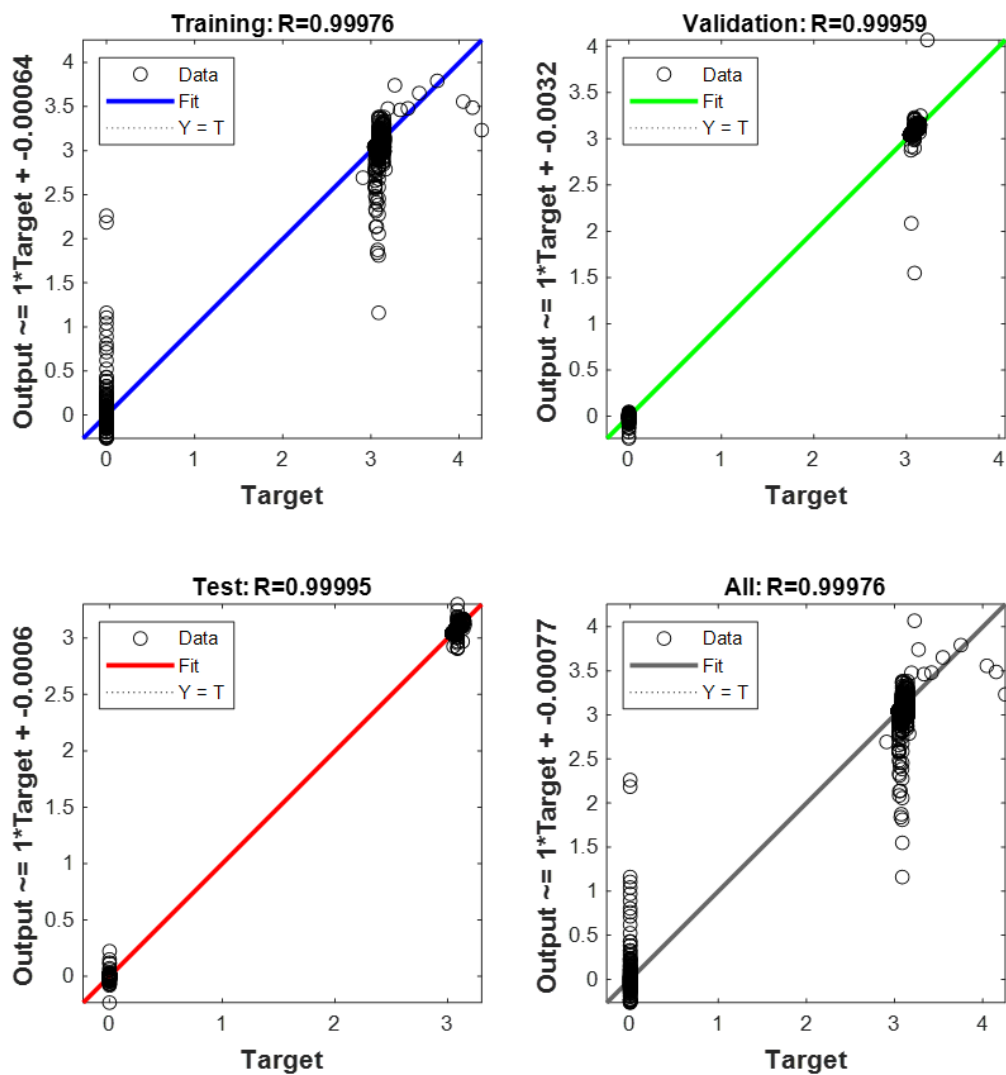 Training: R=0.99976
Output ~= 1*Target + -0.00064
4
3.5
3
2.5
2
1.5
1
0.5
0
Data
Fit
Y = T
0 1 2 3 4
Target
Validation: R=0.99959
Output ~= 1*Target + -0.0032
4
3.5
3
2.5
2
1.5
1
0.5
0
Data
Fit
Y = T
0 1 2 3 4
Target
Test: R=0.99995
Output ~= 1*Target + -0.0006
3
2.5
2
1.5
1
0.5
0
Data
Fit
Y = T
0 1 2 3
Target
All: R=0.99976
Output ~= 1*Target + -0.00077
4
3.5
3
2.5
2
1.5
1
0.5
0
Data
Fit
Y = T
0 1 2 3 4
Target